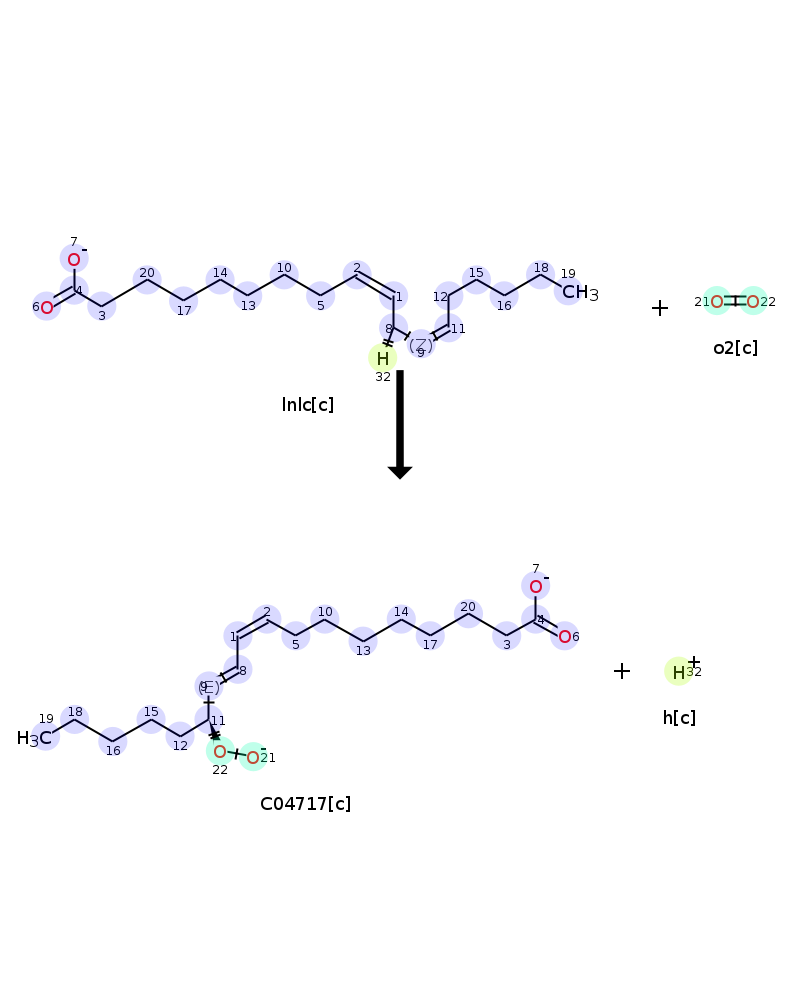 7
O-
20 14 10 2 15 18 19
6 O 4 1 12 CH3
3 17 13 5 16
+ 21 O O 22
8 (Z) 11
9
H
32
o2[c]
lnlc[c]
7
O-
2 10 14 20 4
1 5 13 17 3 O 6
8
9 (E)
+ H+ 32
19 18 15 11
H3C 16 12
h[c]
O O- 21
22
C04717[c]